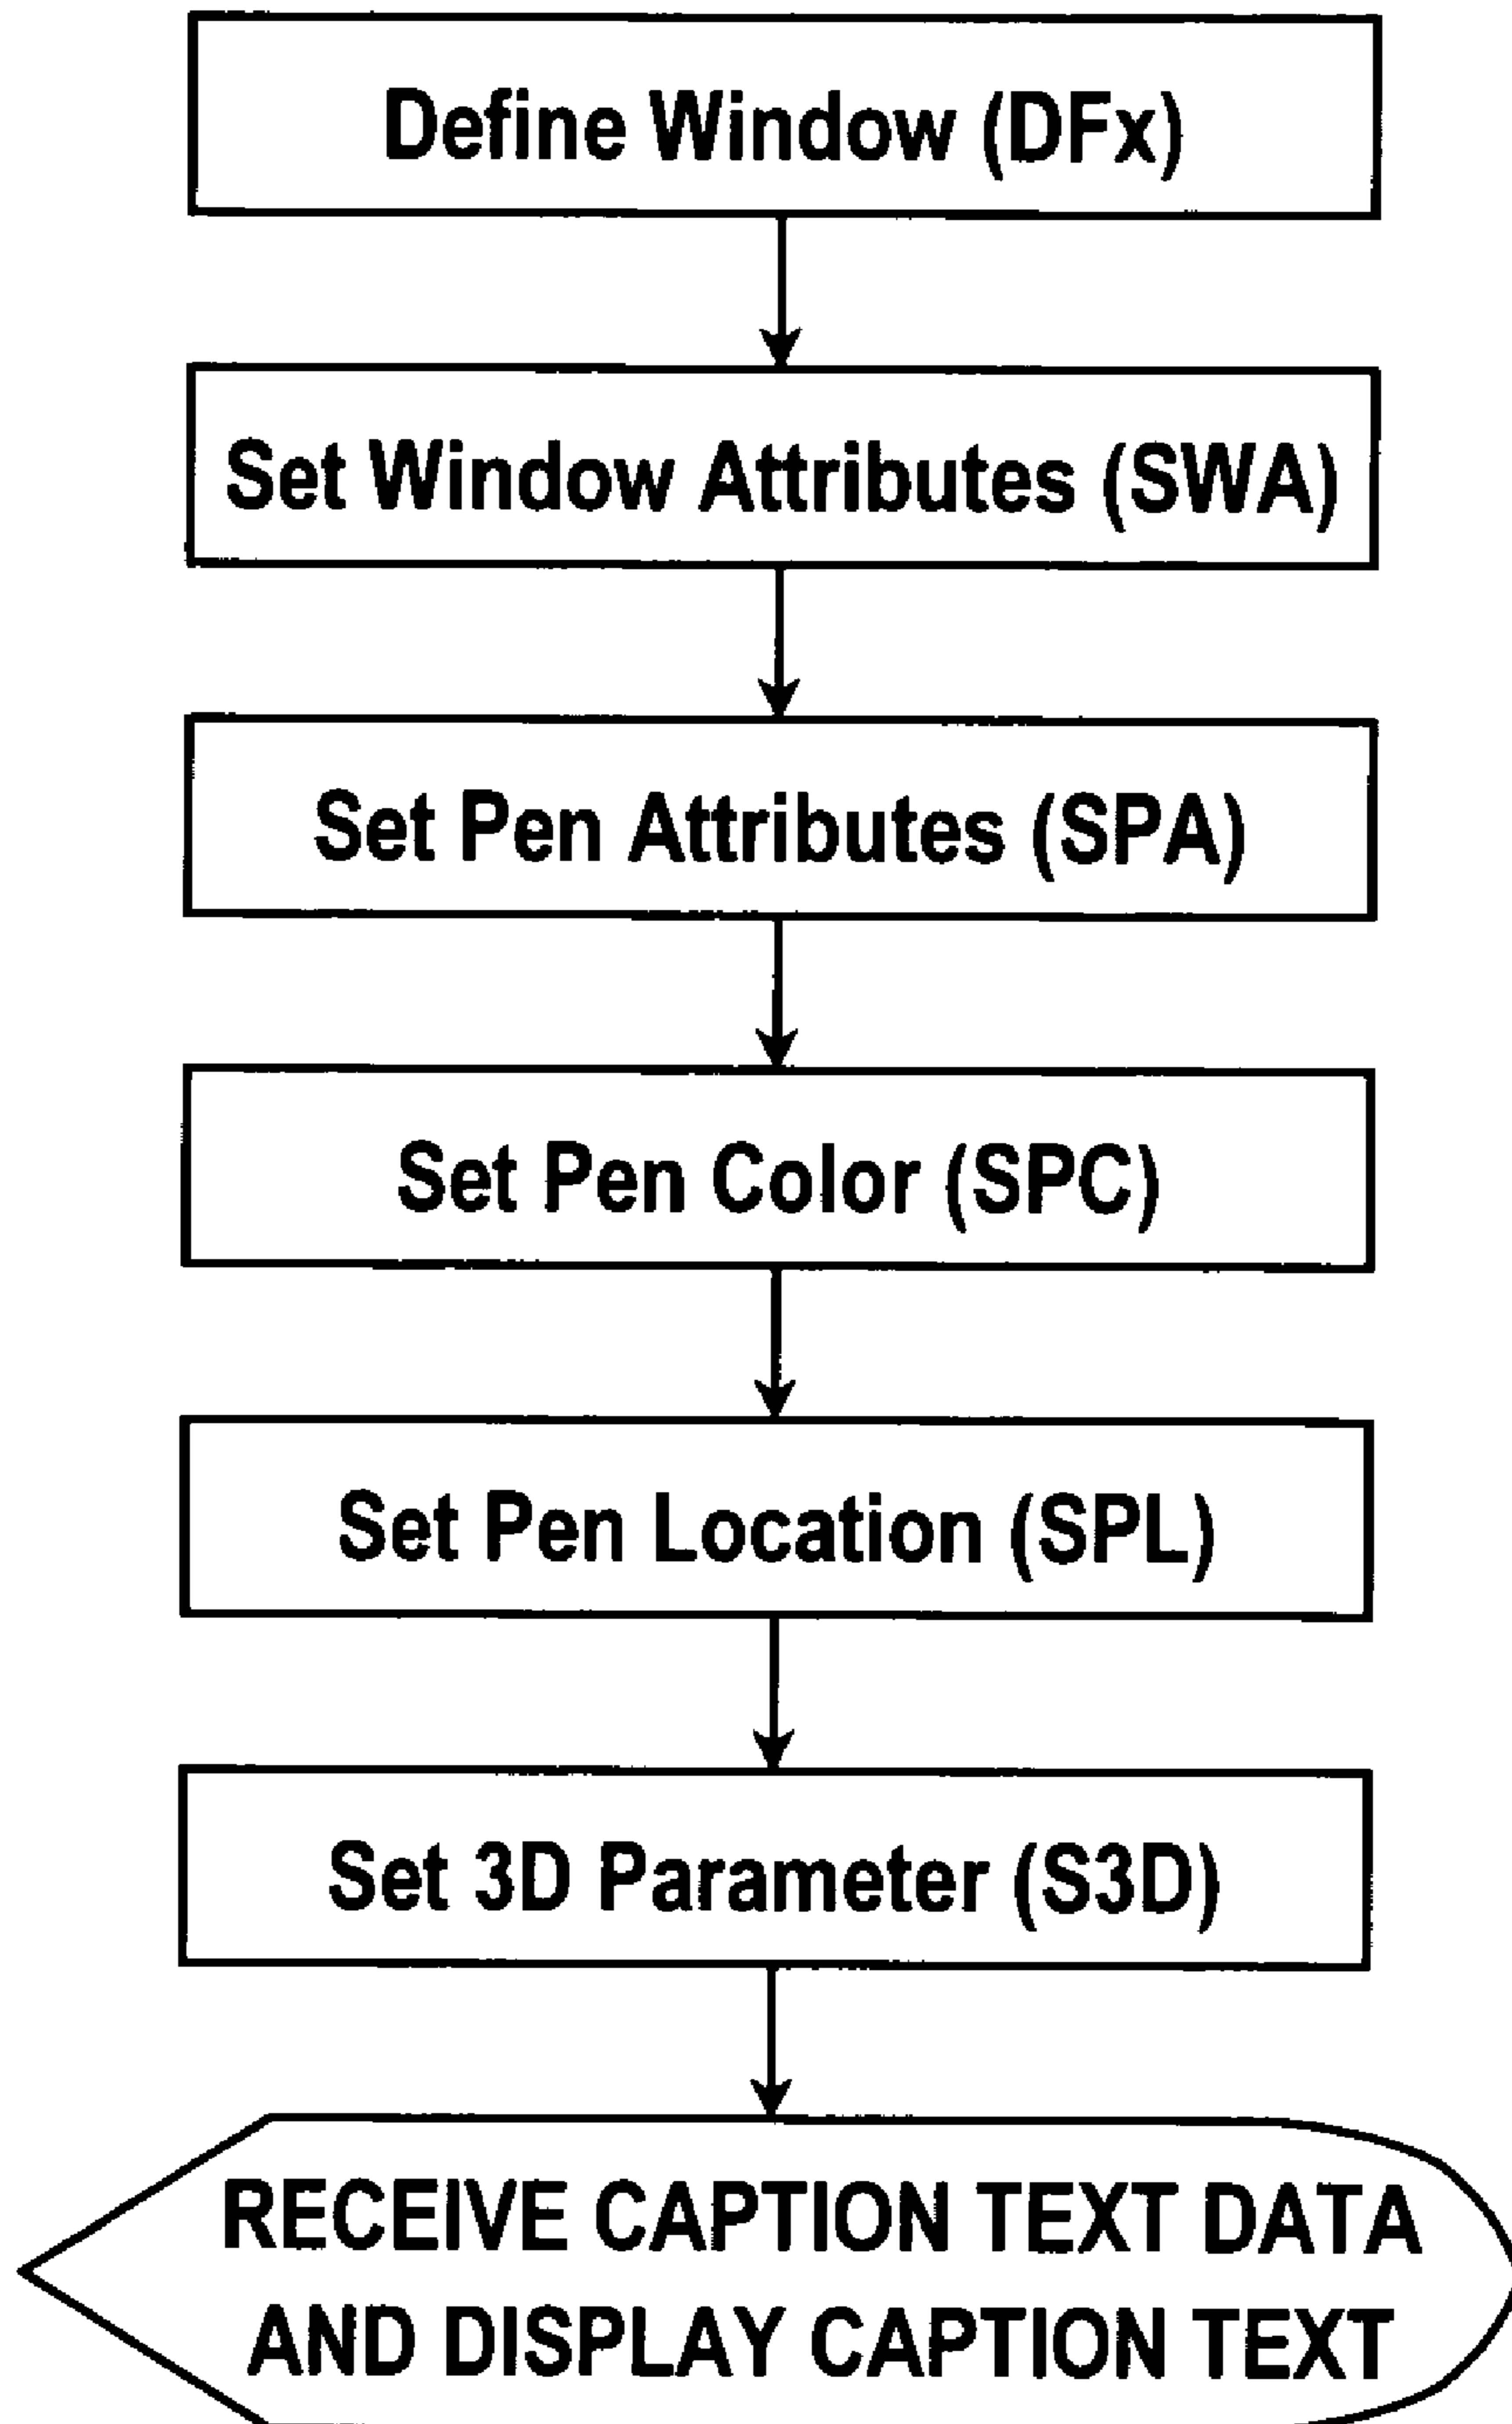 Define Window (DFx)
Set Window Attributes (SWA)
Set Pen Attributes (SPA)
Set Pen Color (SPC)
Set Pen Location (SPL)
Set 3D Parameter (S3D)
RECEIVE CAPTION TEXT DATA
AND DISPLAY CAPTION TEXT